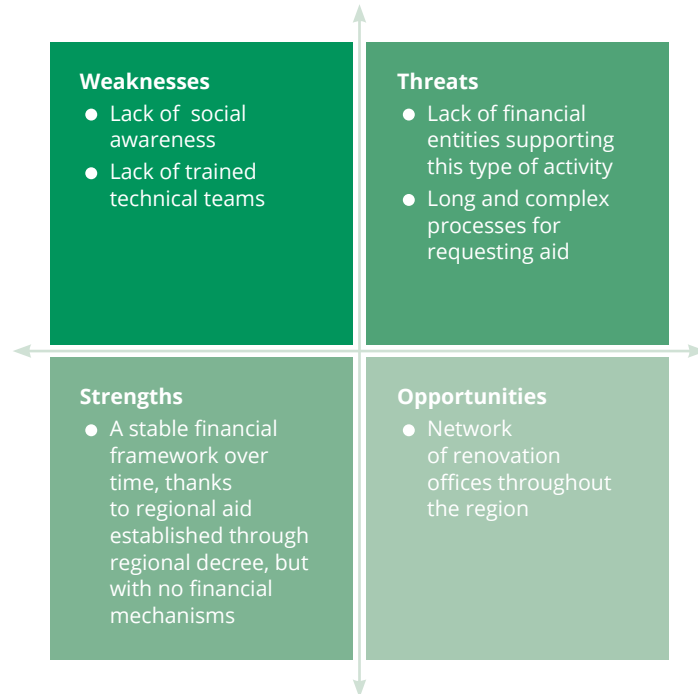 Weaknesses
● Lack of  social
awareness
● Lack of trained
technical teams
Threats
● Lack of financial
entities supporting
this type of activity
● Long and complex
processes for
requesting aid
Strengths
● A stable financial
framework over
time, thanks
to regional aid
established through
regional decree, but
with no financial
mechanisms
Opportunities
● Network
of renovation
offices throughout
the region